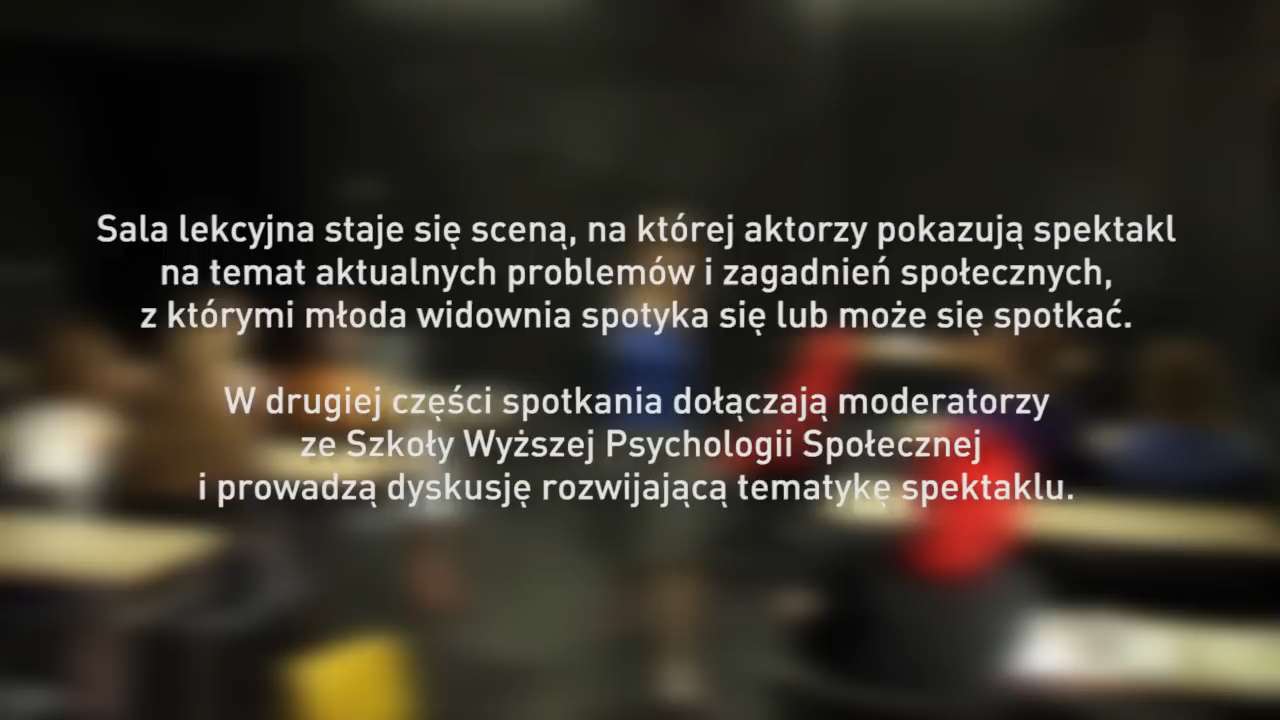 Sala lekcyjna staje się sceną, na której aktorzy pokazują spektakl
na temat aktualnych problemów i zagadnień społecznych,
z którymi młoda widownia spotyka się lub może się spotkać.
W drugiej części spotkania dołączają moderatorzy
ze Szkoły Wyższej Psychologii Społecznej
i prowadzą dyskusję rozwijającą tematykę spektaklu.